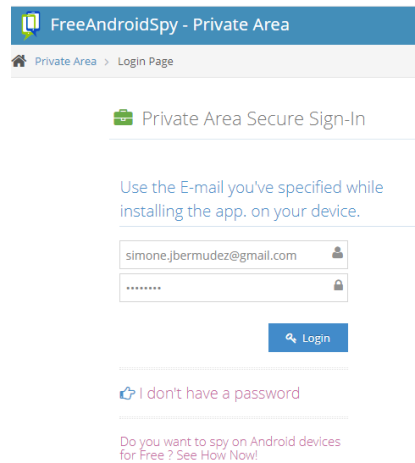 FreeAndroidSpy - Private Area
Private Area > Login Page
Private Area Secure Sign-In
Use the E-mail you've specified while
installing the app. on your device.
simone.jbermudez@gmail.com
••••••••
Login
I don't have a password
Do you want to spy on Android devices
for Free ? See How Now!